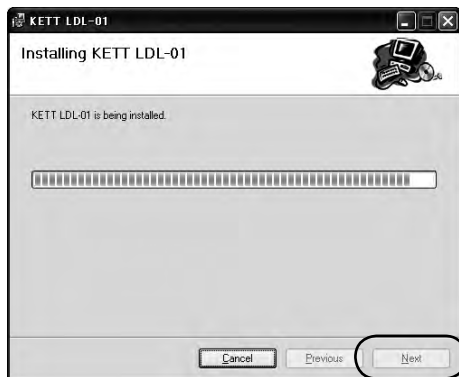 KETT LDL-01
Installing KETT LDL-01
KETT LDL-01 is being installed.
Cancel Previous Next